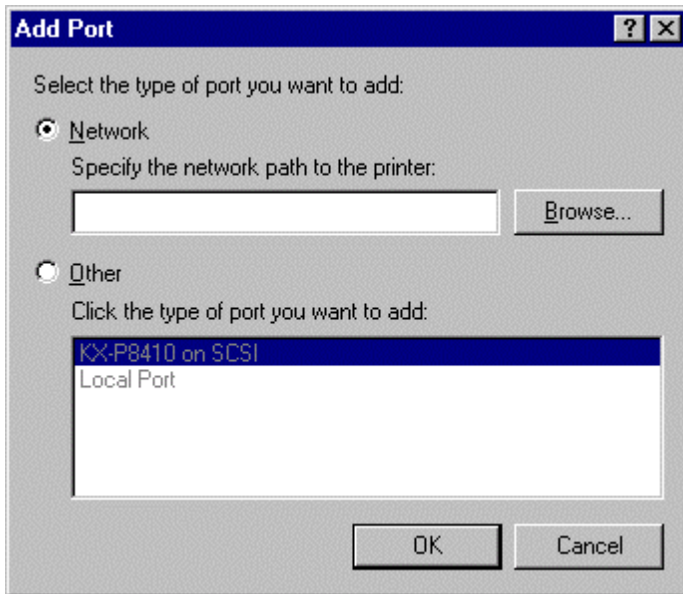 Add Port
Select the type of port you want to add:
Network
Specify the network path to the printer:
Browse...
Other
Click the type of port you want to add:
KX-P8410 on SCSI
Local Port
OK
Cancel